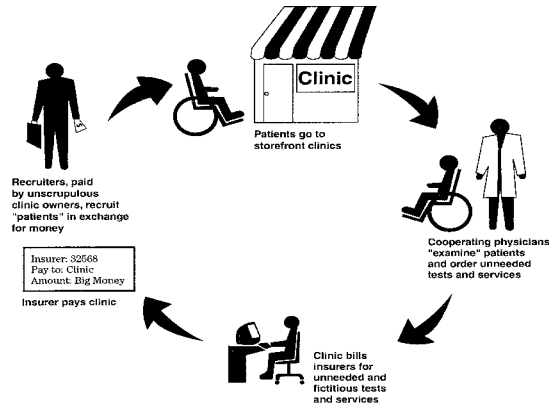 Clinic
Patients go to
storefront clinics
Recruiters, paid
by unscrupulous
clinic owners, recruit
"patients" in exchange
for money
Cooperating physicians
"examine" patients
and order unneeded
tests and services
Insurer: 32568
Pay to: Clinic
Amount: Big Money
Insurer pays clinic
Clinic bills
insurers for
unneeded and
fictitious tests
and services